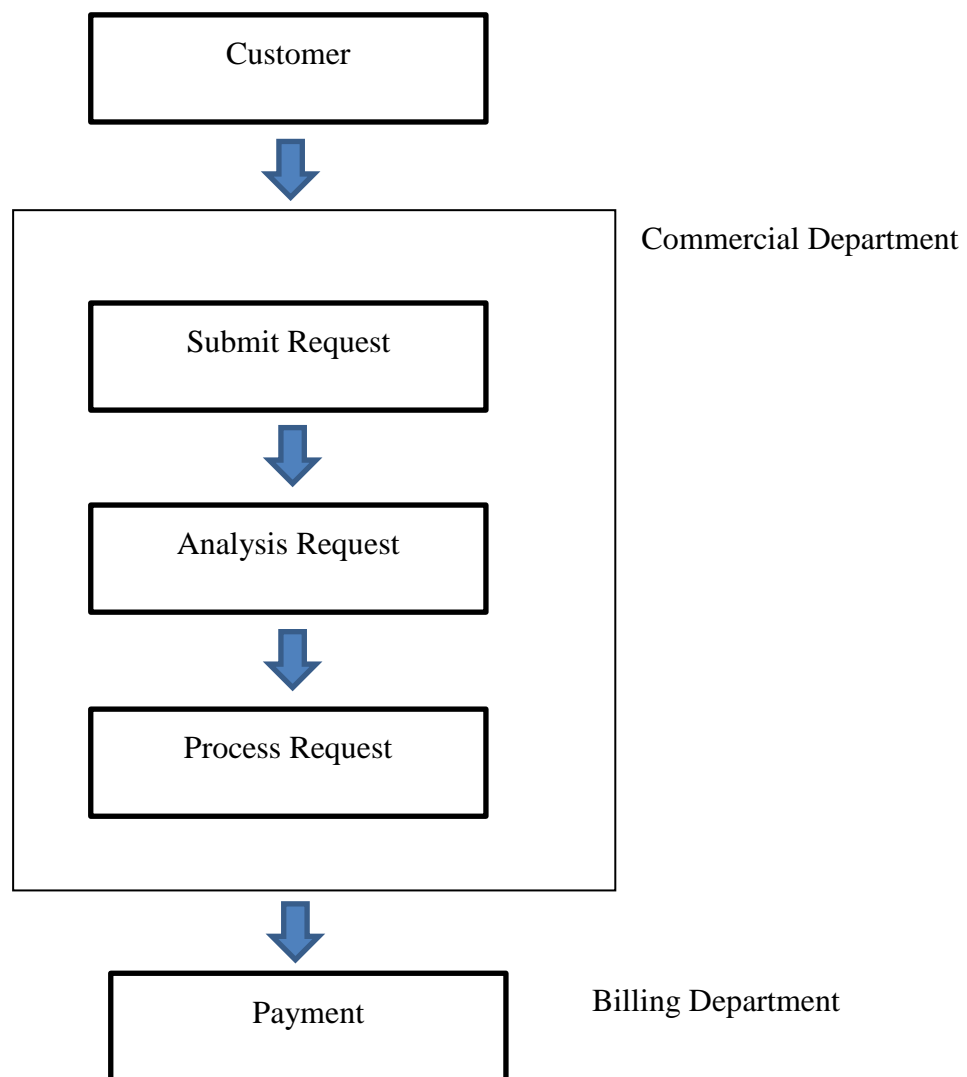 Customer
Commercial Department
Submit Request
Analysis Request
Process Request
Payment
Billing Department